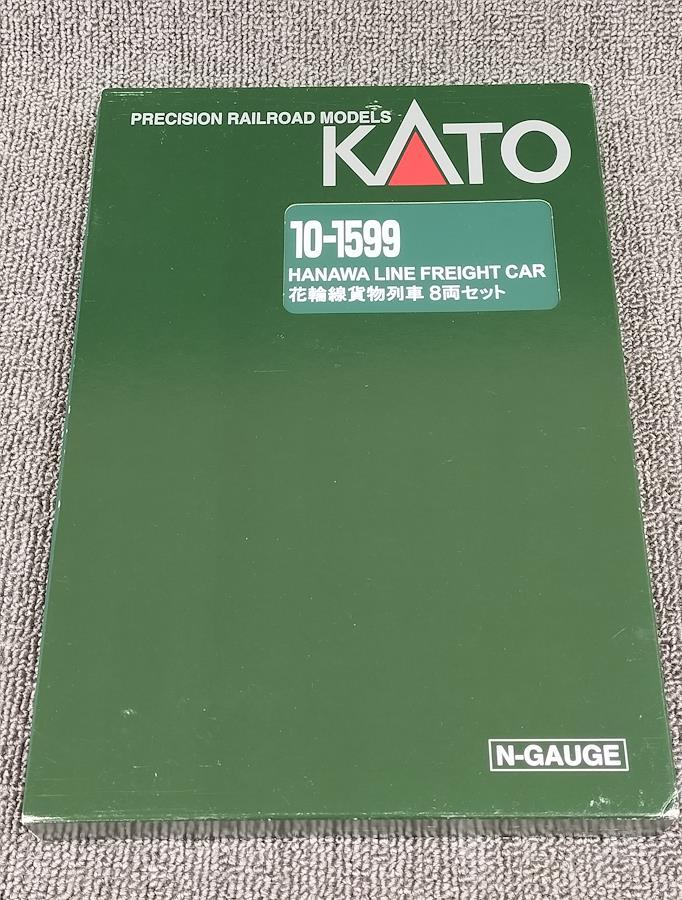 PRECISION RAILROAD MODELS
KATO
10-1599
HANAWA LINE FREIGHT CAR
花輪線貨物列車 8両セット
N-GAUGE